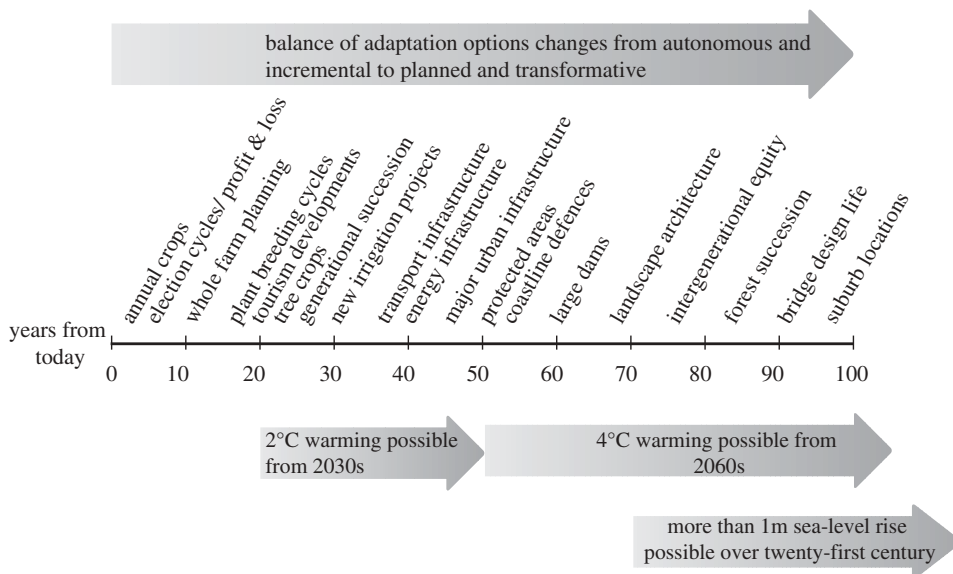 balance of adaptation options changes from autonomous and
incremental to planned and transformative
annual crops
election cycles/ profit & loss
whole farm planning
plant breeding cycles
tourism developments
tree crops
generational succession
new irrigation projects
transport infrastructure
energy infrastructure
major urban infrastructure
protected areas
coastline defences
large dams
landscape architecture
intergenerational equity
forest succession
bridge design life
suburb locations
years from
today
0 10 20 30 40 50 60 70 80 90 100
2°C warming possible
from 2030s
4°C warming possible from
2060s
more than 1m sea-level rise
possible over twenty-first century